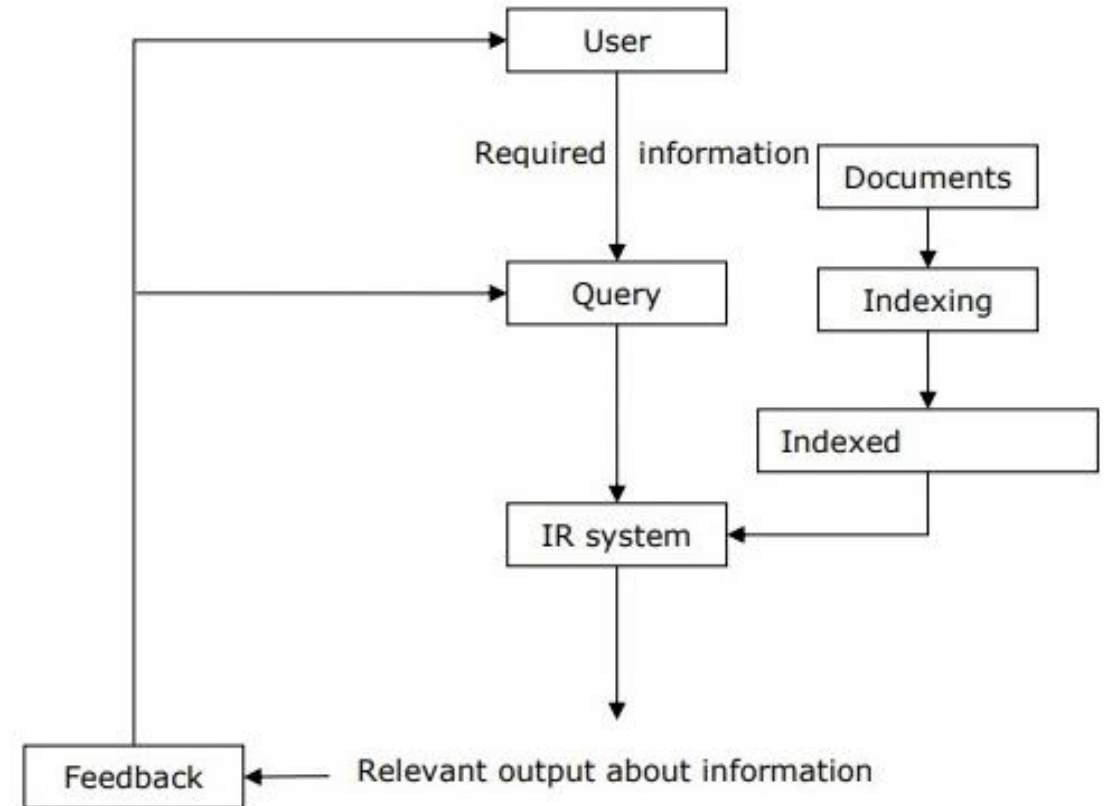 User
Required information
Documents
Query
Indexing
Indexed
IR system
Relevant output about information
Feedback